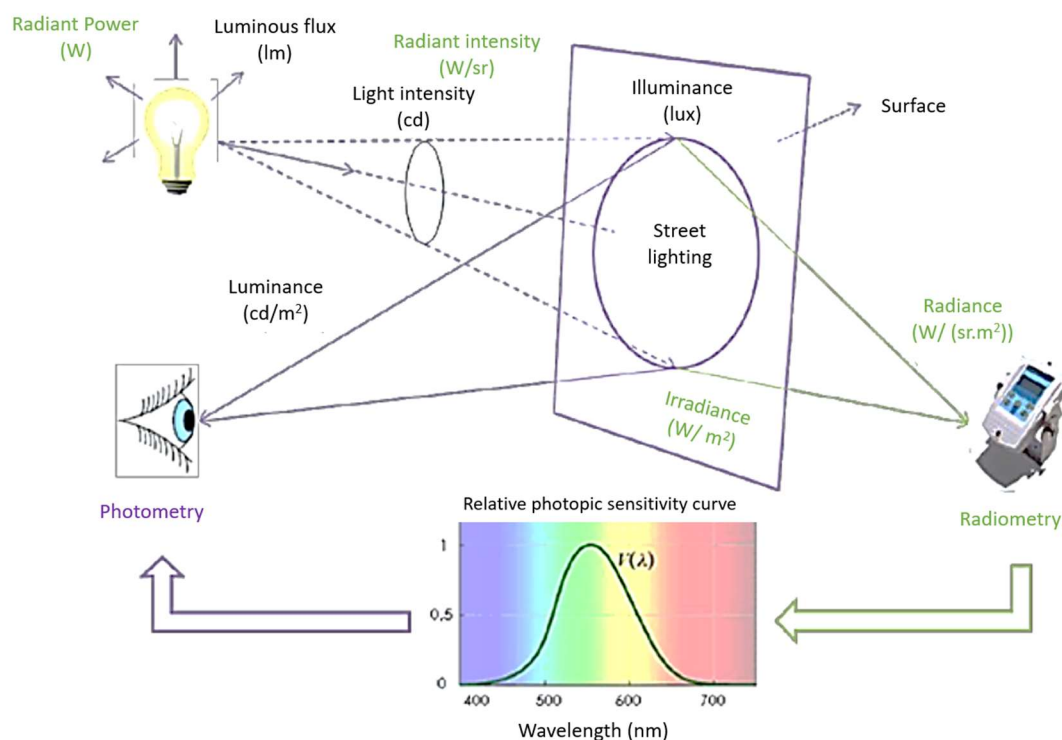 Radiant Power
(W)
Luminous flux
(lm)
Radiant intensity
(W/sr)
Light intensity
(cd)
Illuminance
(lux)
Surface
Street
lighting
Luminance
(cd/m²)
Radiance
(W/ (sr.m²))
Irradiance
(W/ m²)
Photometry
Relative photopic sensitivity curve
Radiometry
1
V(λ)
0.5
0
400 500 600 700
Wavelength (nm)